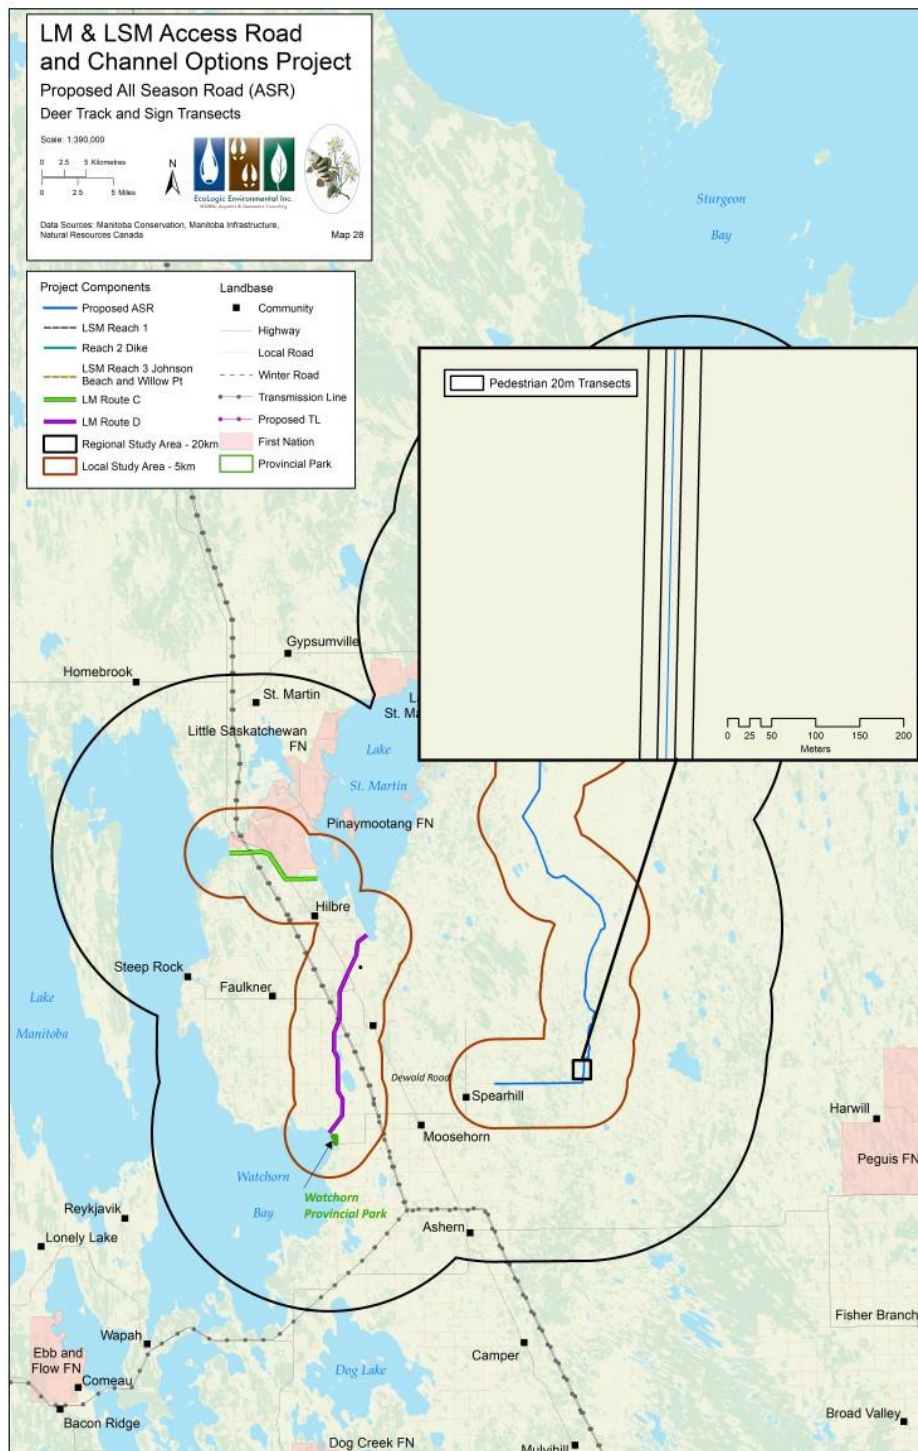 LM & LSM Access Road
and Channel Options Project
Proposed All Season Road (ASR)
Deer Track and Sign Transects
Scale: 1:390,000
0 2.5 5 Kilometres
0 2.5 5 Miles
N
EcoLogic Environmental Inc.
Data Sources: Manitoba Conservation, Manitoba Infrastructure,
Natural Resources Canada
Map 28
Project Components
Proposed ASR
LSM Reach 1
Reach 2 Dike
LSM Reach 3 Johnson
Beach and Willow Pt
LM Route C
LM Route D
Regional Study Area - 20km
Local Study Area - 5km
Landbase
Community
Highway
Local Road
Winter Road
Transmission Line
Proposed TL
First Nation
Provincial Park
Sturgeon
Bay
Pedestrian 20m Transects
0 25 50 100 150 200
Meters
Gypsumville
Homebrook
St. Martin
Little Saskatchewan
FN
L
St. Ma
Lake
St. Martin
Pinaymootang FN
Hilbre
Steep Rock
Faulkner
Lake
Manitoba
Dewald Road
Spearhill
Moosehorn
Harwill
Peguis FN
Watchorn
Bay
Watchorn
Provincial Park
Reykjavik
Lonely Lake
Ashern
Fisher Branch
Wapah
Ebb and
Flow FN
Comeau
Camper
Dog Lake
Bacon Ridge
Broad Valley
Dog Creek FN
Mulvihill